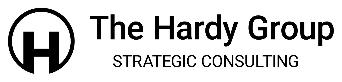 H The Hardy Group
STRATEGIC CONSULTING